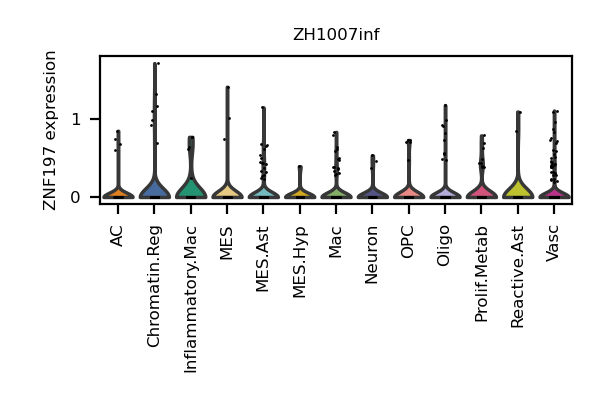 ZH1007inf
ZNF197 expression
1
0
AC
Chromatin.Reg
Inflammatory.Mac
MES
MES.Ast
MES.Hyp
Mac
Neuron
OPC
Oligo
Prolif.Metab
Reactive.Ast
Vasc